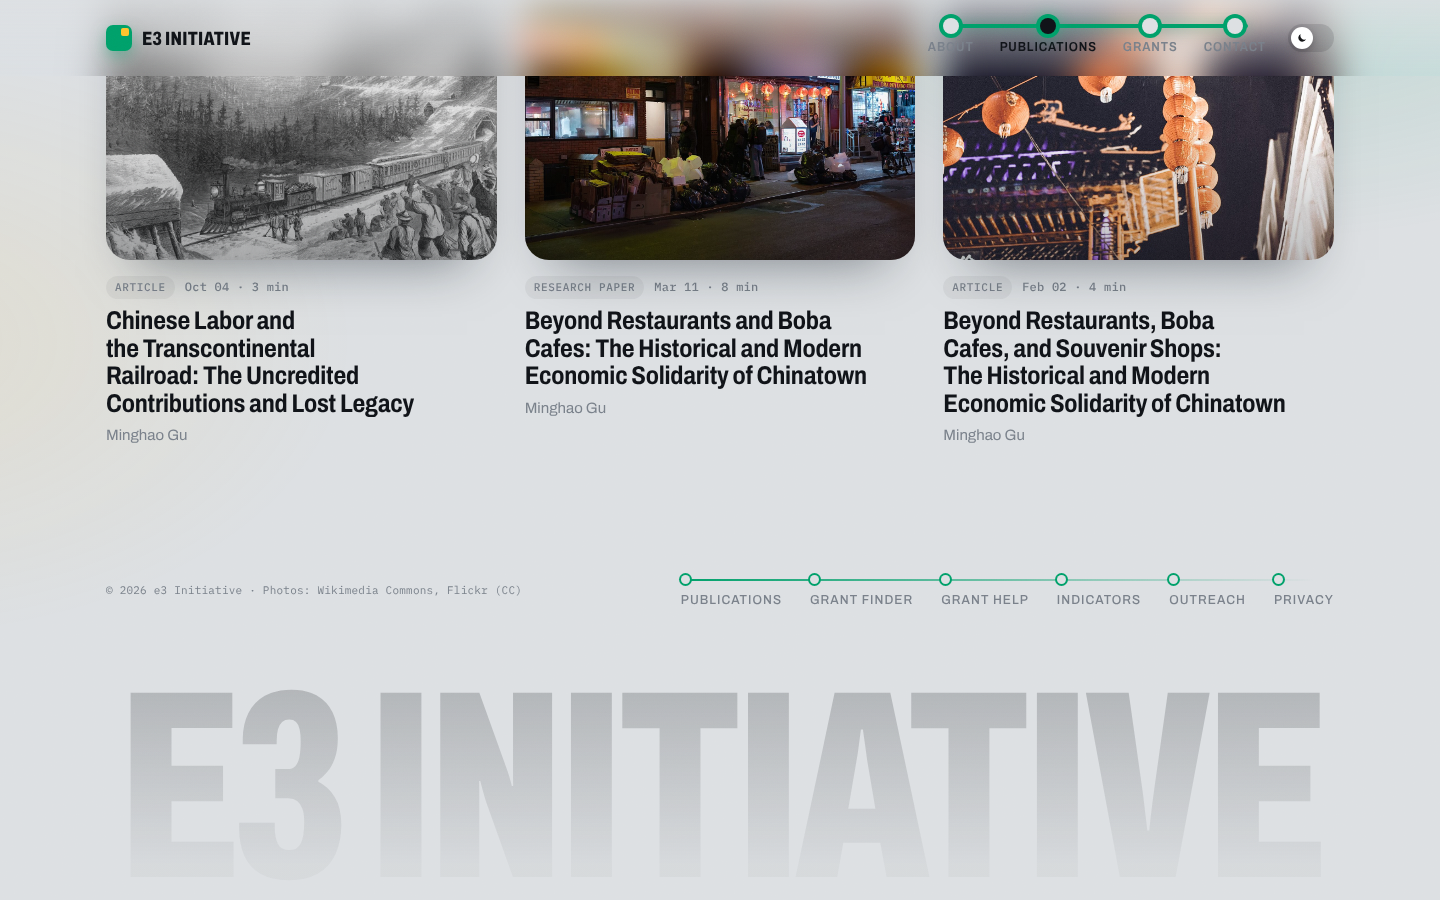 E3 INITIATIVE
ABOUT PUBLICATIONS GRANTS CONTACT
ARTICLE Oct 04 · 3 min
Chinese Labor and
the Transcontinental
Railroad: The Uncredited
Contributions and Lost Legacy
Minghao Gu
RESEARCH PAPER Mar 11 · 8 min
Beyond Restaurants and Boba
Cafes: The Historical and Modern
Economic Solidarity of Chinatown
Minghao Gu
ARTICLE Feb 02 · 4 min
Beyond Restaurants, Boba
Cafes, and Souvenir Shops:
The Historical and Modern
Economic Solidarity of Chinatown
Minghao Gu
© 2026 e3 Initiative · Photos: Wikimedia Commons, Flickr (CC)
PUBLICATIONS GRANT FINDER GRANT HELP INDICATORS OUTREACH PRIVACY
E3 INITIATIVE